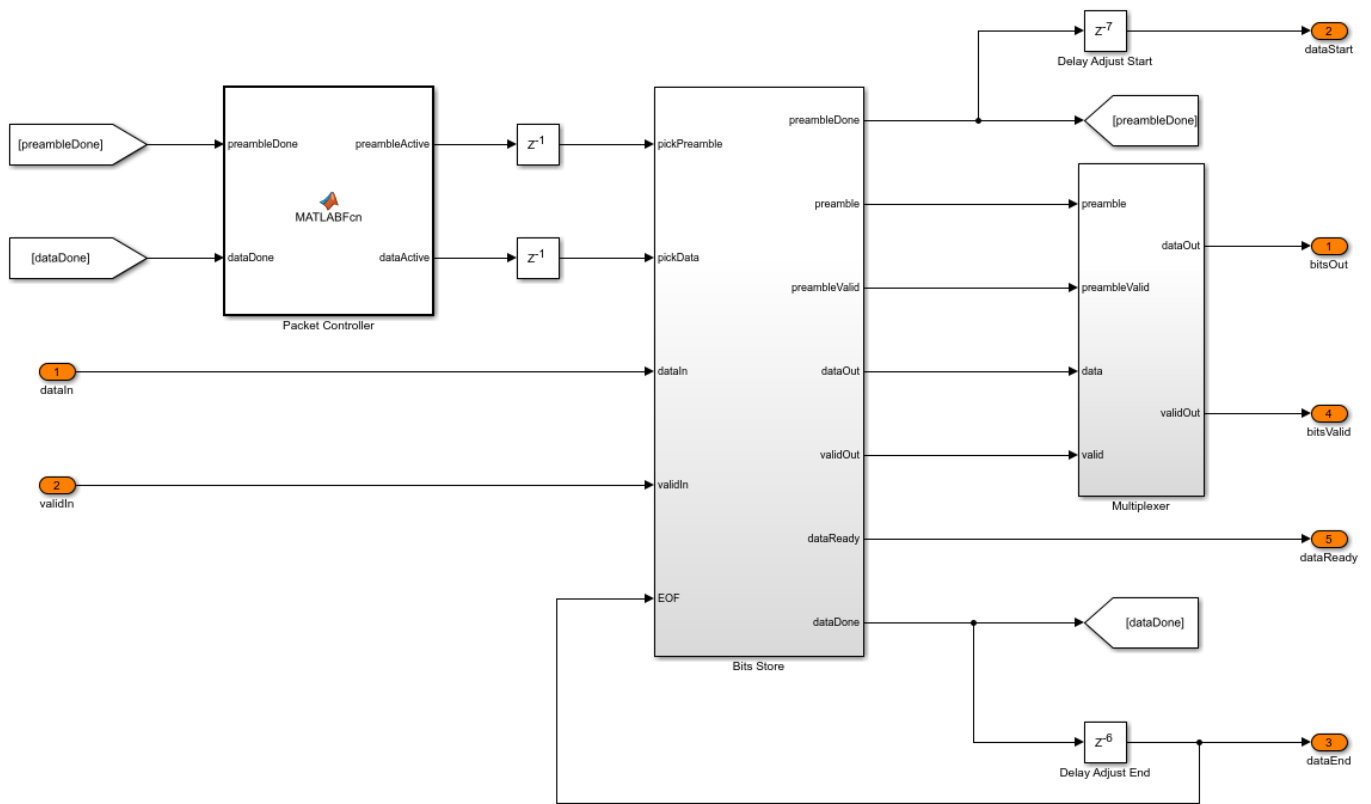 z-7
2
dataStart
Delay Adjust Start
[preambleDone]
preambleDone
preambleActive
z-1
pickPreamble
preambleDone
[preambleDone]
MATLABFcn
preamble
preamble
[dataDone]
dataDone
dataActive
z-1
pickData
dataOut
1
bitsOut
preambleValid
preambleValid
Packet Controller
1
dataIn
dataIn
dataOut
data
validOut
4
bitsValid
2
validIn
validIn
validOut
valid
Multiplexer
dataReady
5
dataReady
EOF
dataDone
[dataDone]
Bits Store
z-6
3
dataEnd
Delay Adjust End